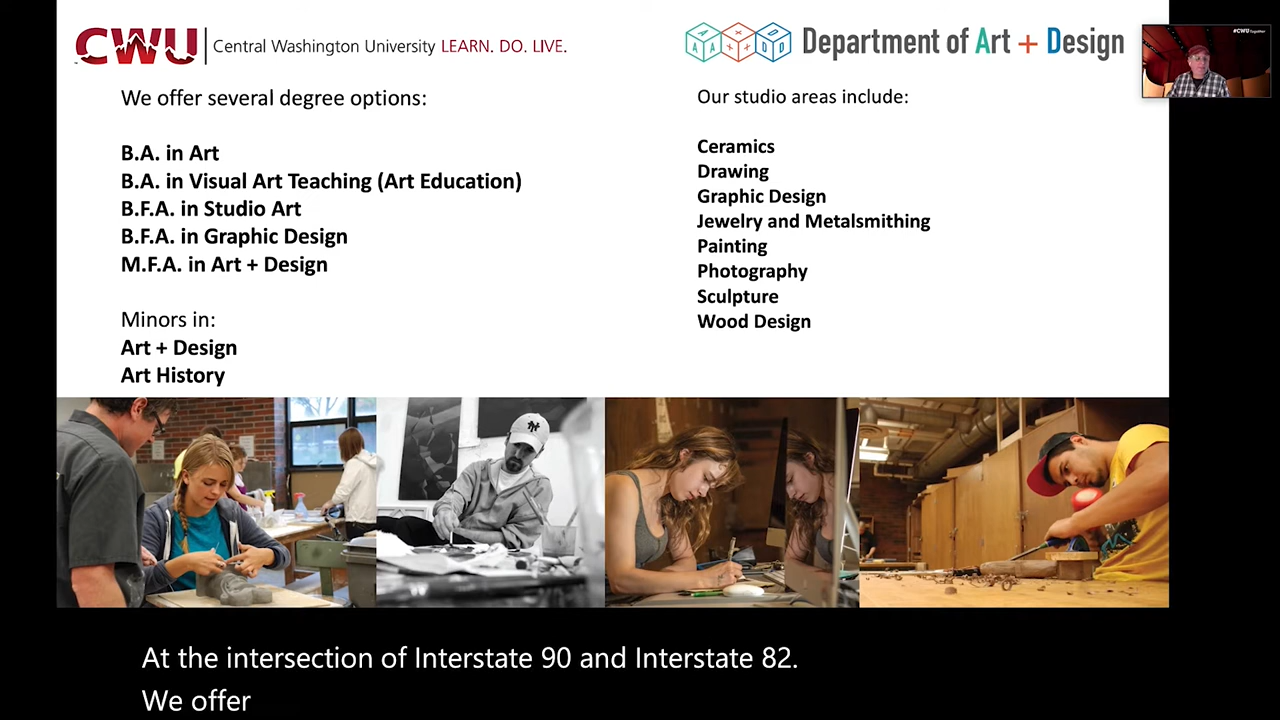 CWU Central Washington University LEARN. DO. LIVE.
Department of Art + Design
#CWUTogether
We offer several degree options:
B.A. in Art
B.A. in Visual Art Teaching (Art Education)
B.F.A. in Studio Art
B.F.A. in Graphic Design
M.F.A. in Art + Design
Minors in:
Art + Design
Art History
Our studio areas include:
Ceramics
Drawing
Graphic Design
Jewelry and Metalsmithing
Painting
Photography
Sculpture
Wood Design
At the intersection of Interstate 90 and Interstate 82.
We offer